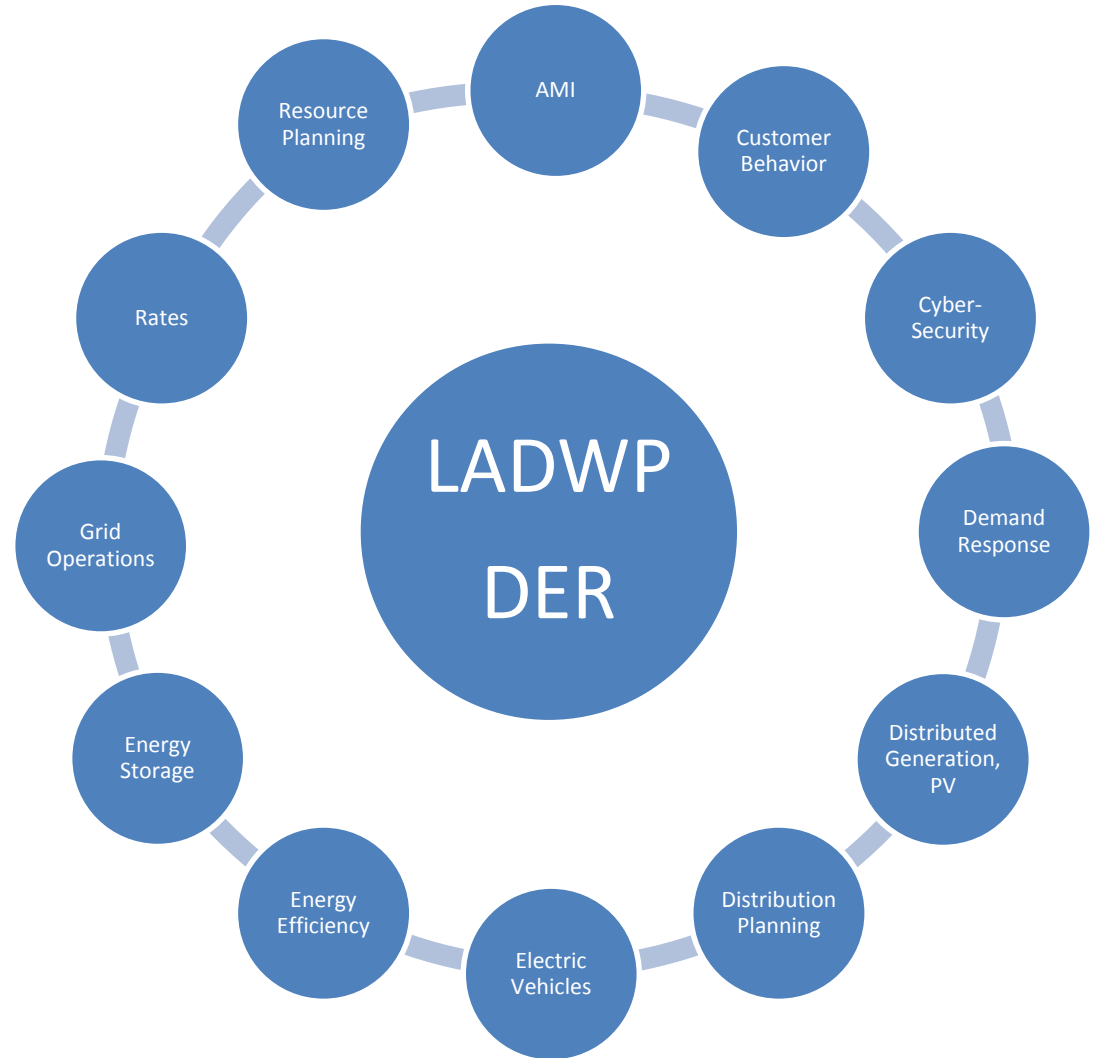 AMI
Customer
Behavior
Cyber-
Security
Demand
Response
Distributed
Generation,
PV
Distribution
Planning
Electric
Vehicles
Energy
Efficiency
Energy
Storage
Grid
Operations
Rates
Resource
Planning
LADWP
DER